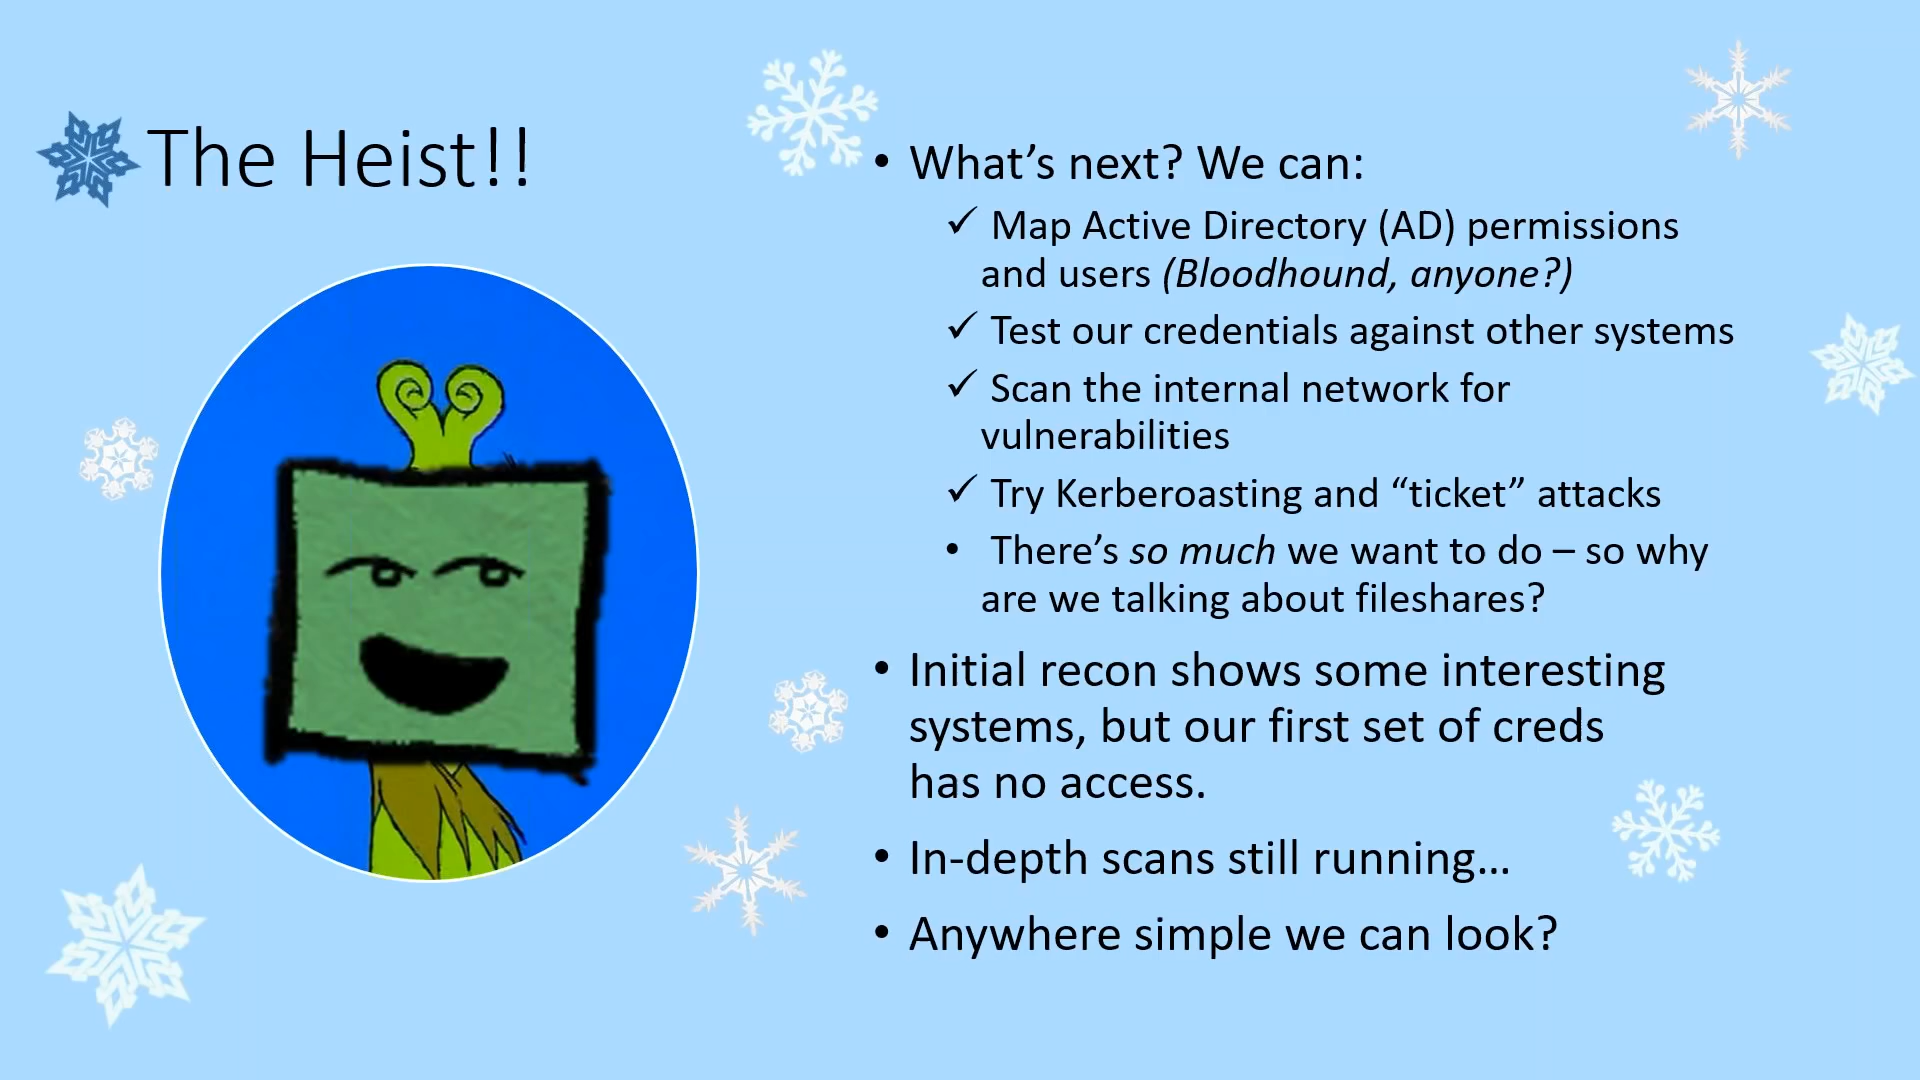 The Heist!!
• What’s next? We can:
✓ Map Active Directory (AD) permissions
and users (Bloodhound, anyone?)
✓ Test our credentials against other systems
✓ Scan the internal network for
vulnerabilities
✓ Try Kerberoasting and “ticket” attacks
• There’s so much we want to do – so why
are we talking about fileshares?
• Initial recon shows some interesting
systems, but our first set of creds
has no access.
• In-depth scans still running…
• Anywhere simple we can look?